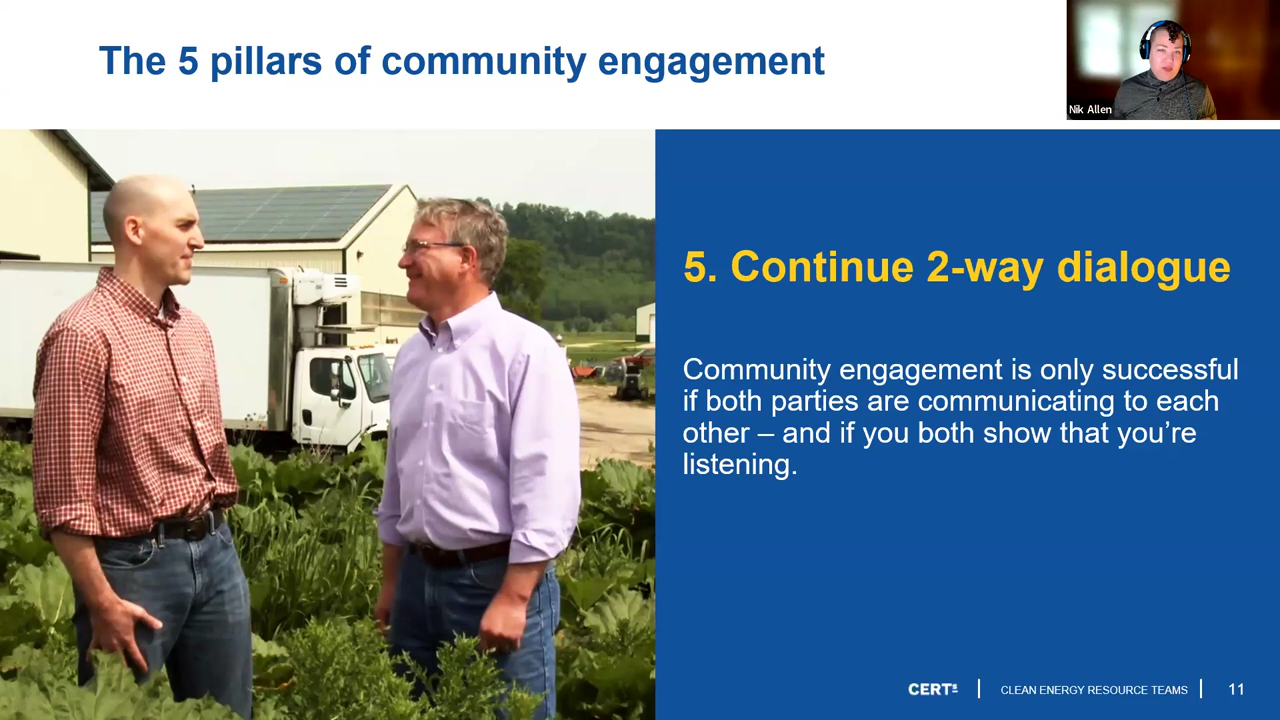 The 5 pillars of community engagement
Nik Allen
5. Continue 2-way dialogue
Community engagement is only successful
if both parties are communicating to each
other – and if you both show that you’re
listening.
CERTs
CLEAN ENERGY RESOURCE TEAMS
11